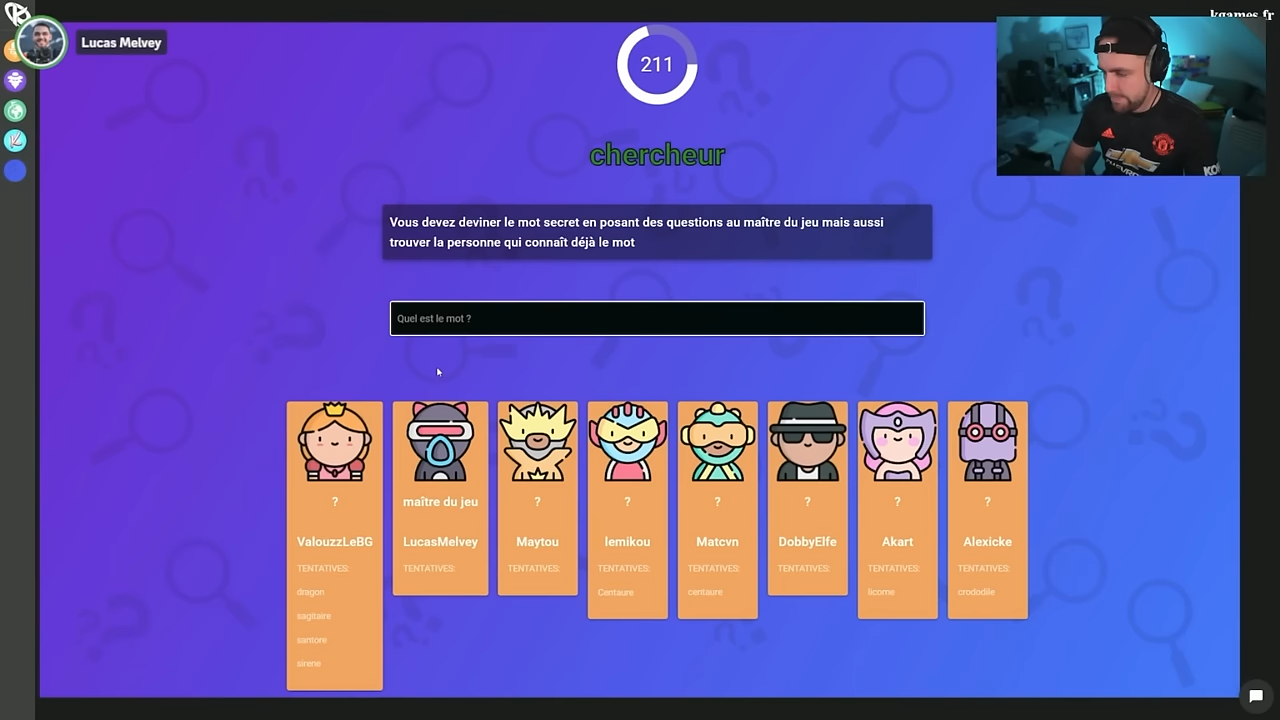 kgames.fr
Lucas Melvey
211
chercheur
Vous devez deviner le mot secret en posant des questions au maître du jeu mais aussi
trouver la personne qui connaît déjà le mot
Quel est le mot ?
? maître du jeu ? ? ? ? ? ?
ValouzzLeBG LucasMelvey Maytou lemikou Matcvn DobbyElfe Akart Alexicke
TENTATIVES: TENTATIVES: TENTATIVES: TENTATIVES: TENTATIVES: TENTATIVES: TENTATIVES: TENTATIVES:
dragon Centaure centaure licorne crododile
sagitaire
santore
sirene